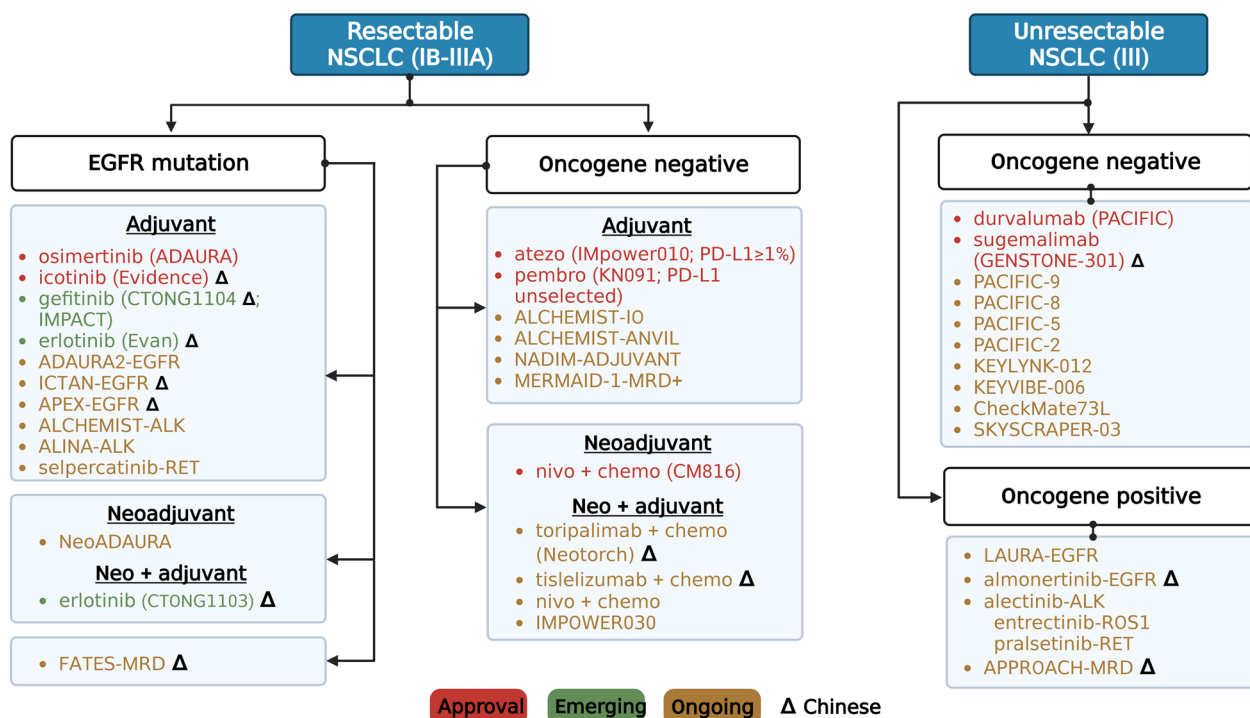 Resectable
NSCLC (IB-IIIA)
EGFR mutation
Adjuvant
• osimertinib (ADAURA)
• icotinib (Evidence) Δ
• gefitinib (CTONG1104 Δ;
IMPACT)
• erlotinib (Evan) Δ
• ADAURA2-EGFR
• ICTAN-EGFR Δ
• APEX-EGFR Δ
• ALCHEMIST-ALK
• ALINA-ALK
• selpercatinib-RET
Neoadjuvant
• NeoADAURA
Neo + adjuvant
• erlotinib (CTONG1103) Δ
• FATES-MRD Δ
Oncogene negative
Adjuvant
• atezo (IMpower010; PD-L1≥1%)
• pembro (KN091; PD-L1
unselected)
• ALCHEMIST-IO
• ALCHEMIST-ANVIL
• NADIM-ADJUVANT
• MERMAID-1-MRD+
Neoadjuvant
• nivo + chemo (CM816)
Neo + adjuvant
• toripalimab + chemo
(Neotorch) Δ
• tislelizumab + chemo Δ
• nivo + chemo
• IMPOWER030
Unresectable
NSCLC (III)
Oncogene negative
• durvalumab (PACIFIC)
• sugemalimab
(GENSTONE-301) Δ
• PACIFIC-9
• PACIFIC-8
• PACIFIC-5
• PACIFIC-2
• KEYLYNK-012
• KEYVIBE-006
• CheckMate73L
• SKYSCRAPER-03
Oncogene positive
• LAURA-EGFR
• almonertinib-EGFR Δ
• alectinib-ALK
entrectinib-ROS1
pralsetinib-RET
• APPROACH-MRD Δ
Approval Emerging Ongoing Δ Chinese